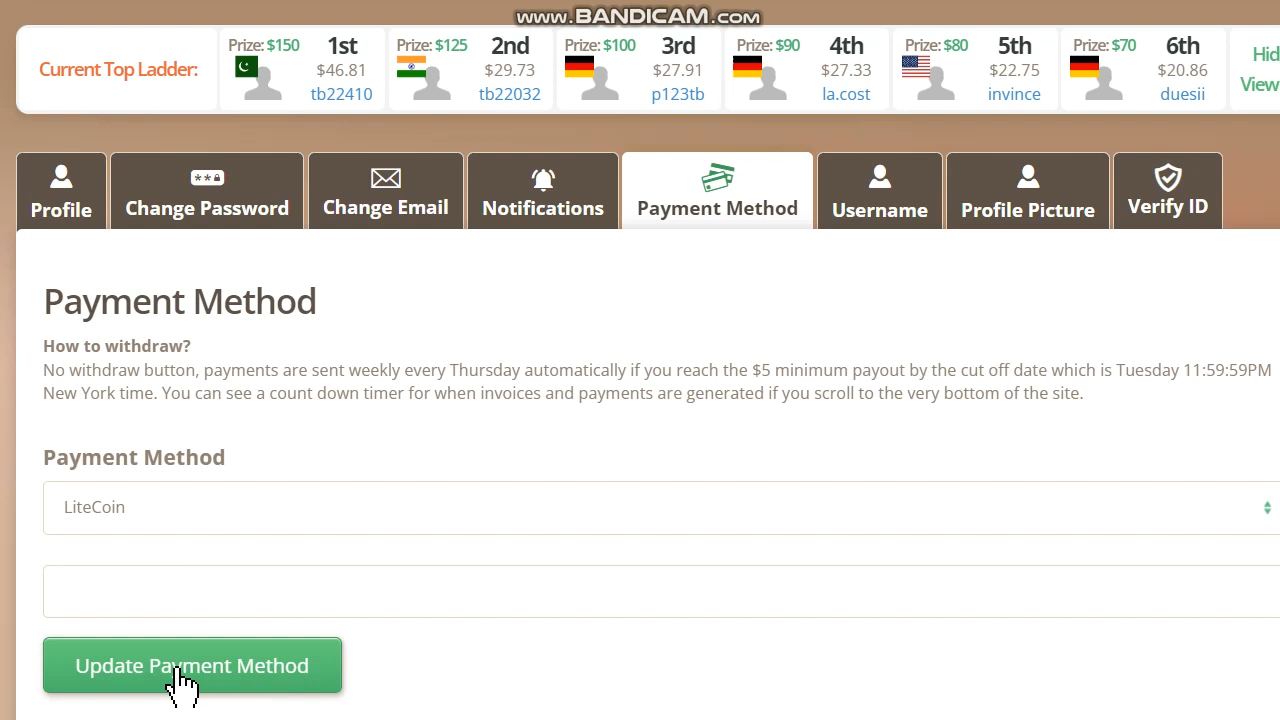 www.BANDICAM.com
Current Top Ladder:
Prize: $150 1st
$46.81
tb22410
Prize: $125 2nd
$29.73
tb22032
Prize: $100 3rd
$27.91
p123tb
Prize: $90 4th
$27.33
la.cost
Prize: $80 5th
$22.75
invince
Prize: $70 6th
$20.86
duesii
Hid
View
Profile
Change Password
Change Email
Notifications
Payment Method
Username
Profile Picture
Verify ID
Payment Method
How to withdraw?
No withdraw button, payments are sent weekly every Thursday automatically if you reach the $5 minimum payout by the cut off date which is Tuesday 11:59:59PM
New York time. You can see a count down timer for when invoices and payments are generated if you scroll to the very bottom of the site.
Payment Method
LiteCoin
Update Payment Method